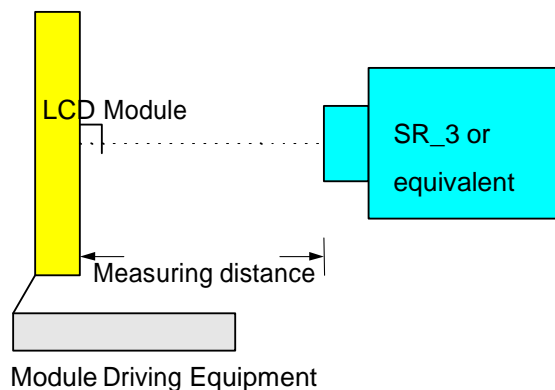 LCD Module
SR_3 or
equivalent
Measuring distance
Module Driving Equipment